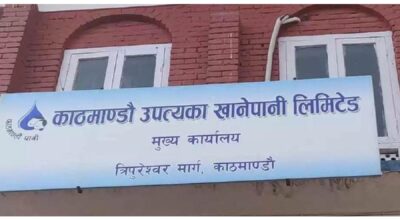 काठमाण्डौ उपत्यका खानेपानी लिमिटेड
मुख्य कार्यालय
त्रिपुरेश्वर मार्ग, काठमाण्डौ